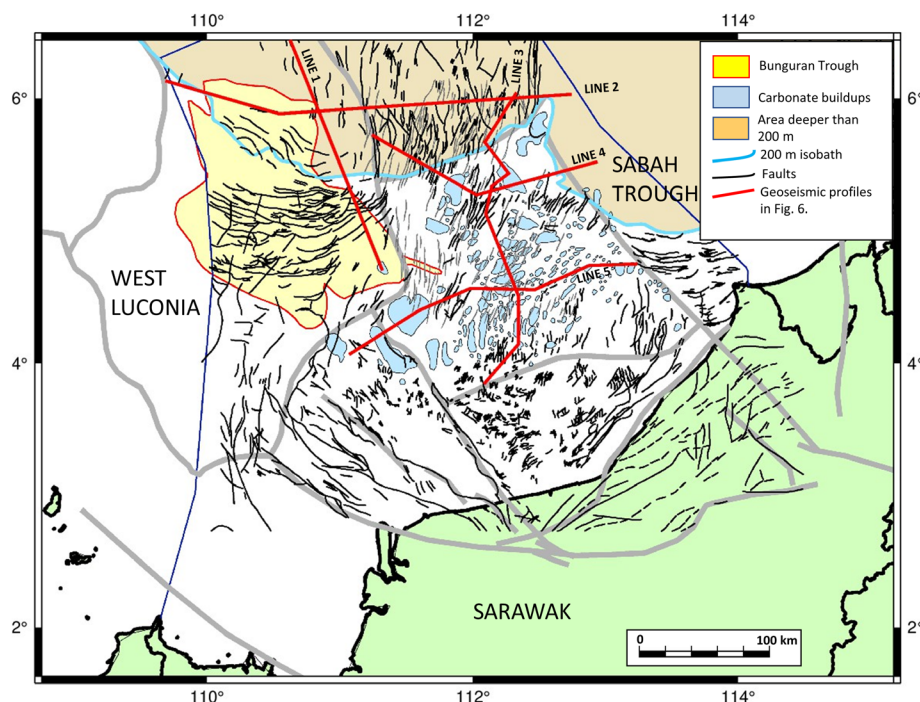 110°
112°
114°
LINE 1
LINE 3
Bunguran Trough
Carbonate buildups
Area deeper than
200 m
200 m isobath
Faults
Geoseismic profiles
in Fig. 6.
6°
LINE 2
LINE 4
SABAH
TROUGH
WEST
LUCONIA
LINE 5
4°
4°
SARAWAK
2°
2°
0
100 km
110°
112°
114°